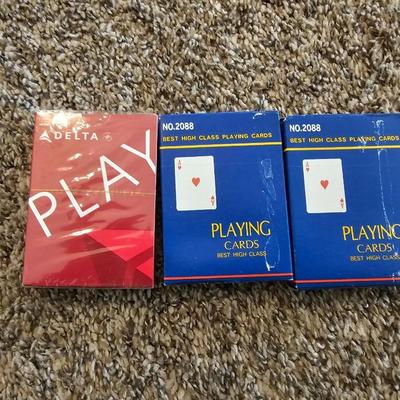 DELTA
PLAY
NO.2088
BEST HIGH CLASS PLAYING CARDS
A
PLAYING
CARDS
BEST HIGH CLASS
NO.2088
BEST HIGH CLASS PLAYING CARDS
A
PLAYING
CARDS
BEST HIGH CLASS